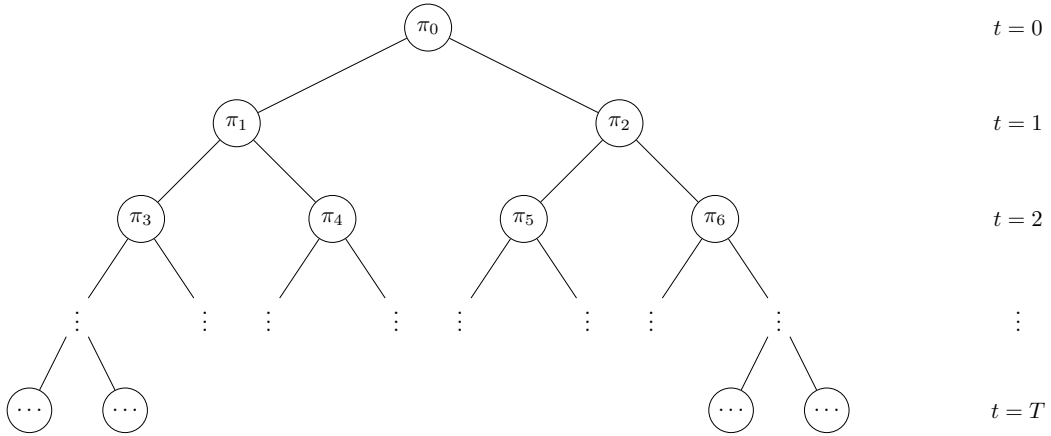 π₀ t = 0
π₁ π₂ t = 1
π₃ π₄ π₅ π₆ t = 2
⋮ ⋮ ⋮ ⋮ ⋮ ⋮ ⋮ ⋮ ⋮
⋯ ⋯ ⋯ ⋯ t = T